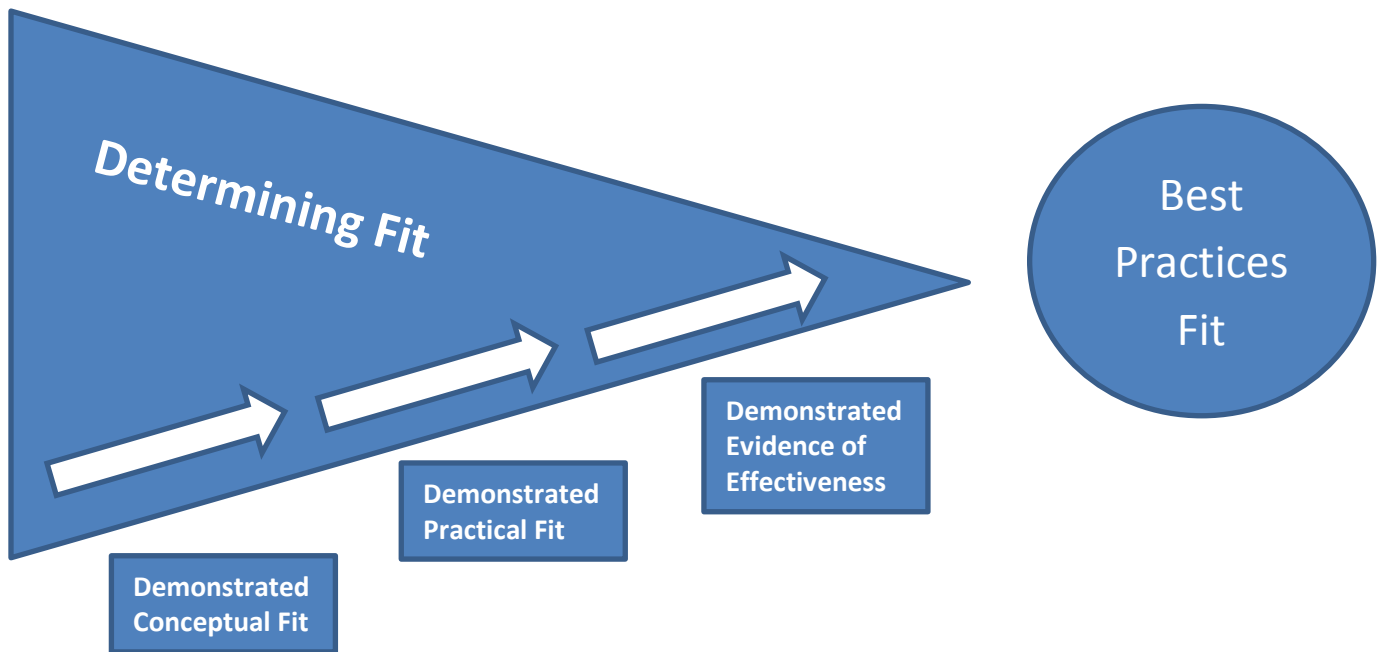 Determining Fit
Best
Practices
Fit
Demonstrated
Evidence of
Effectiveness
Demonstrated
Practical Fit
Demonstrated
Conceptual Fit